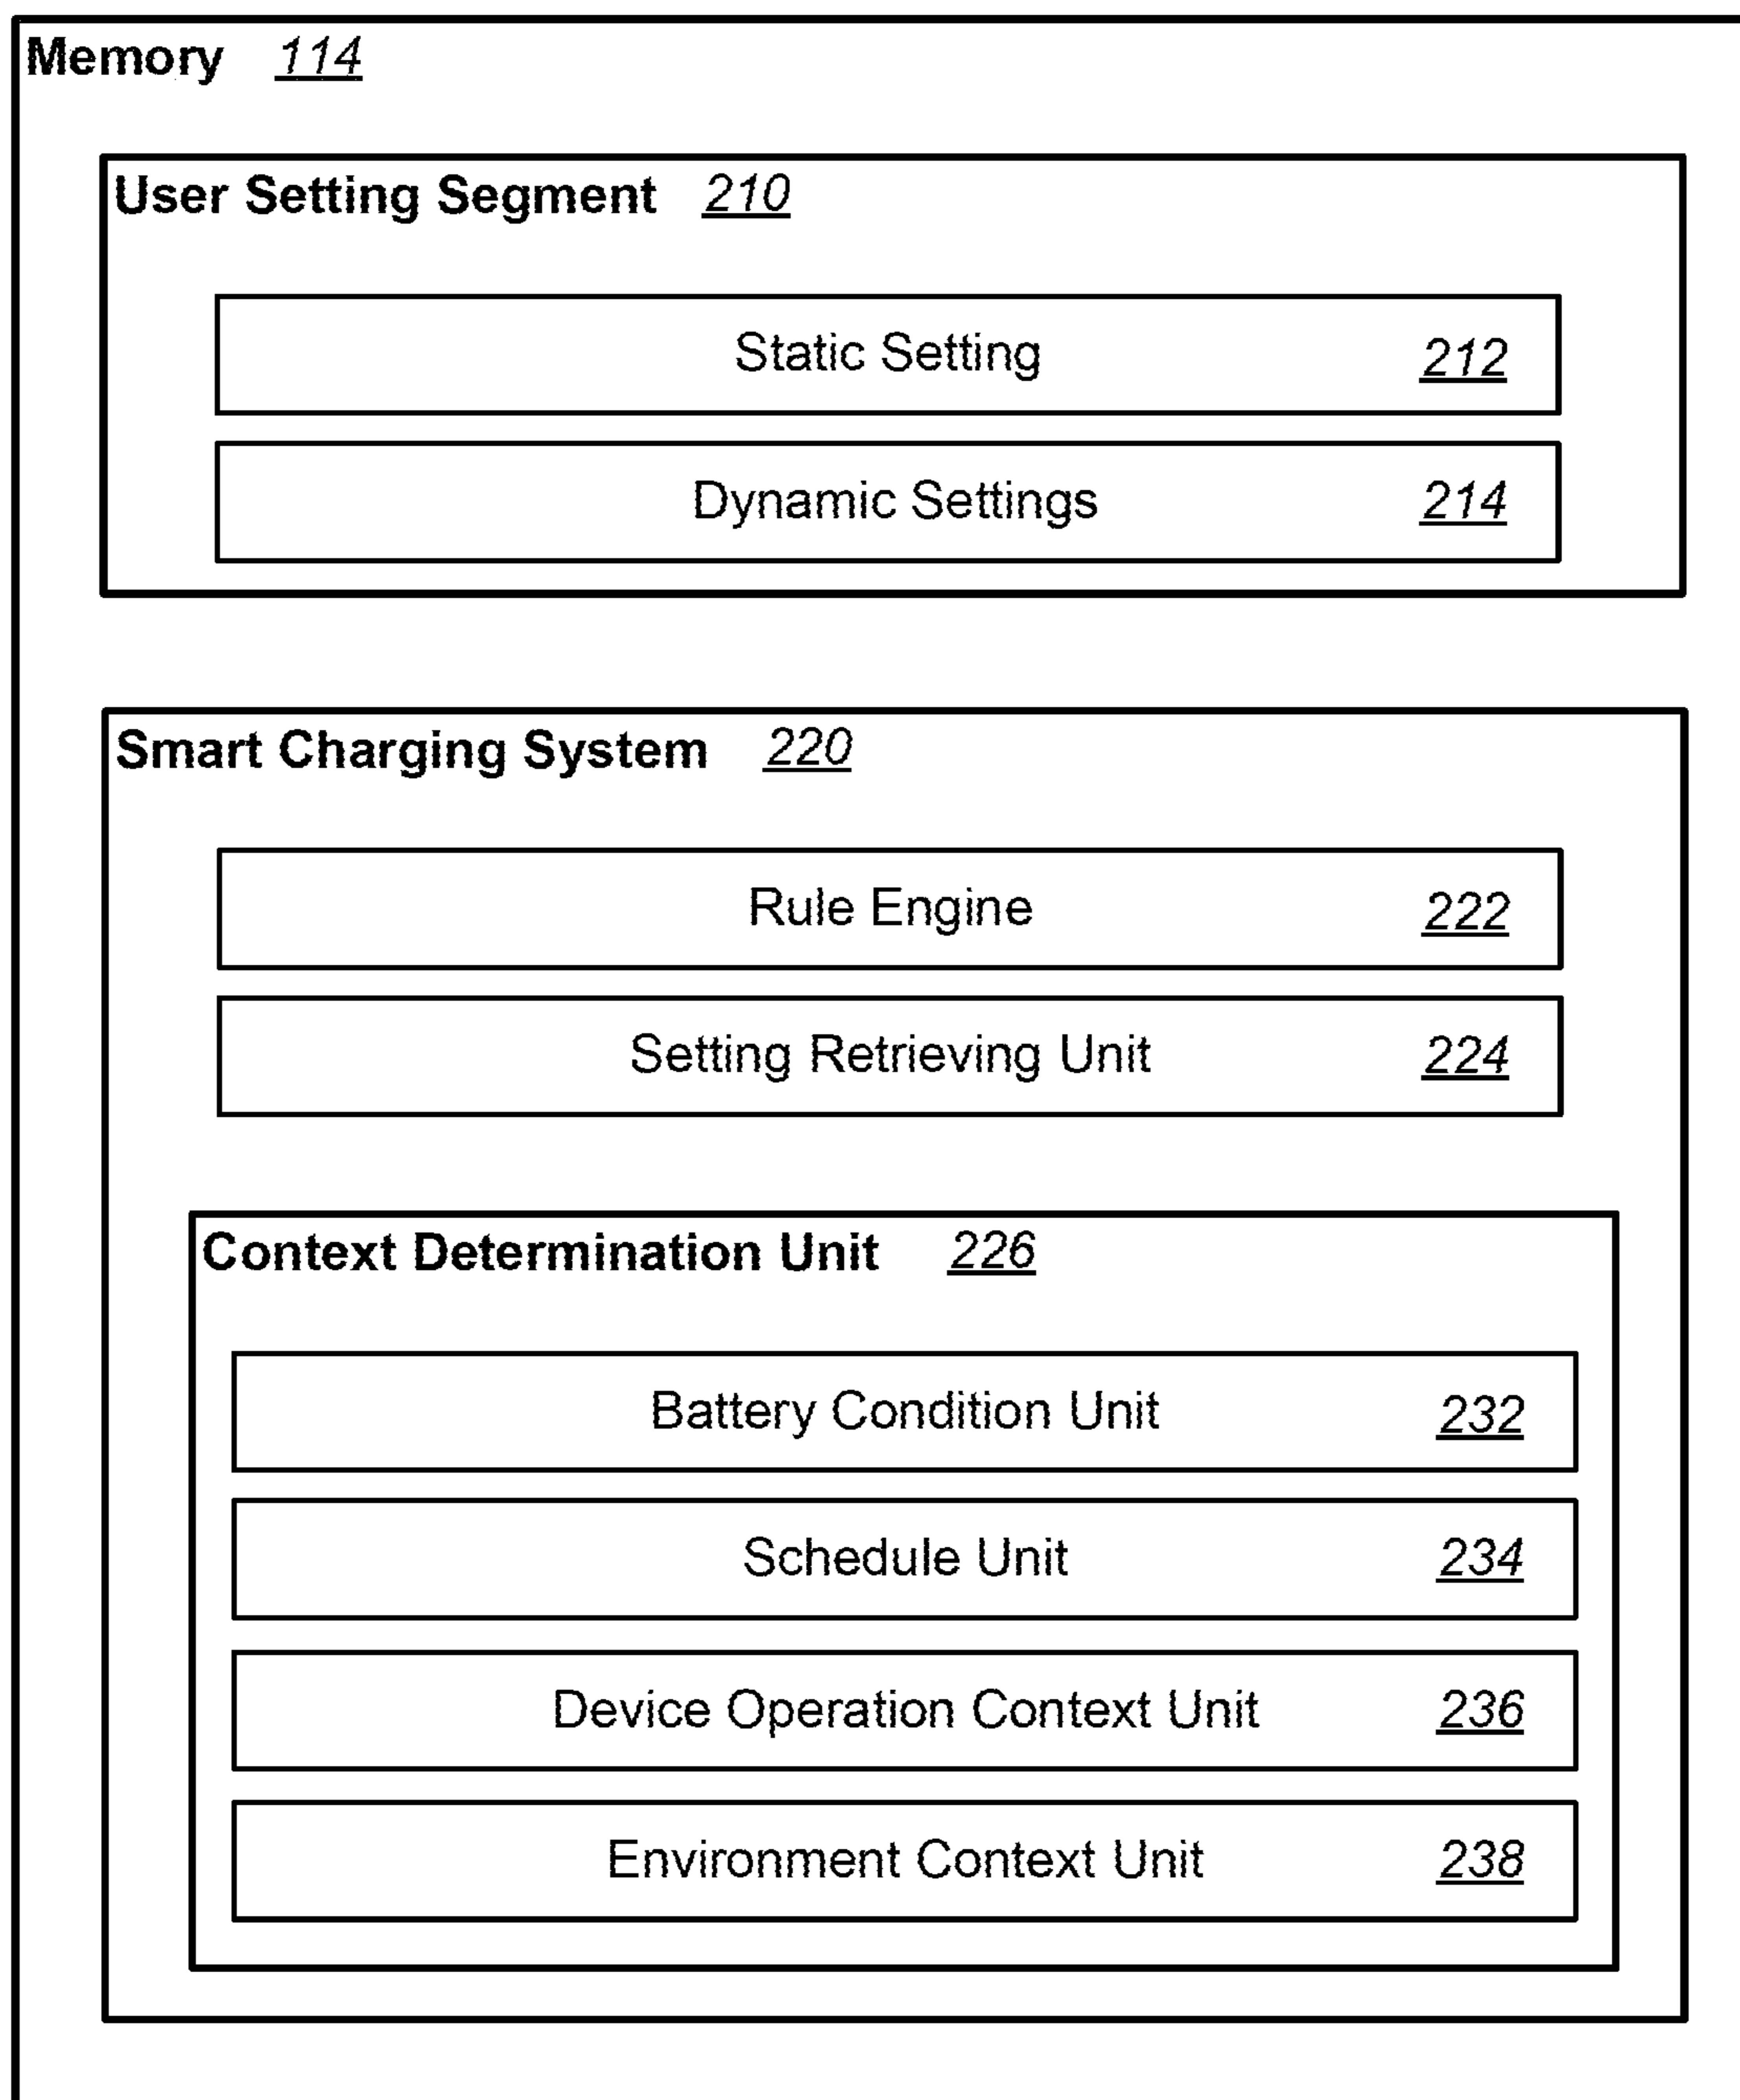 Memory 114
User Setting Segment 210
Static Setting 212
Dynamic Settings 214
Smart Charging System 220
Rule Engine 222
Setting Retrieving Unit 224
Context Determination Unit 226
Battery Condition Unit 232
Schedule Unit 234
Device Operation Context Unit 236
Environment Context Unit 238